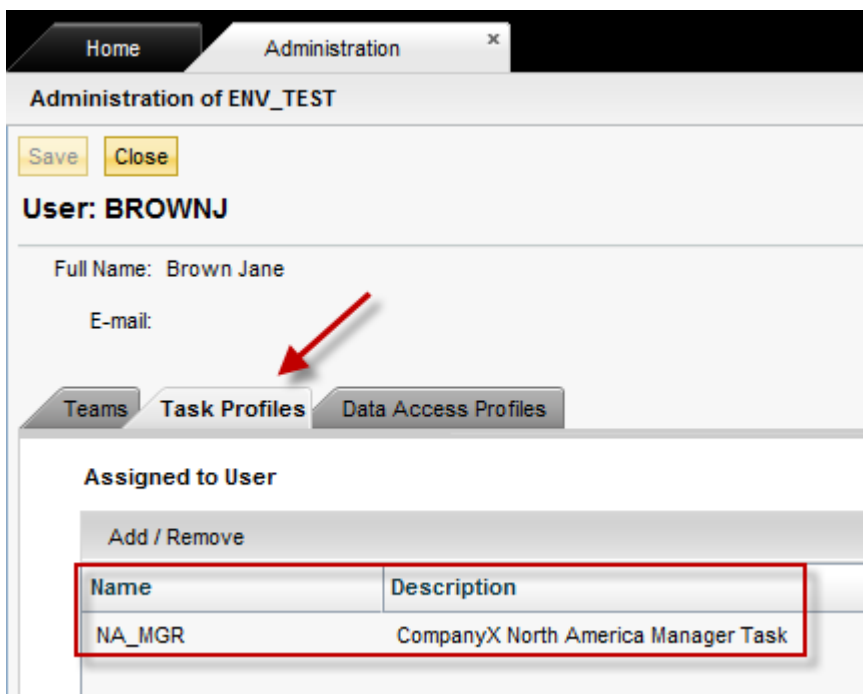 Home Administration x
Administration of ENV_TEST
Save Close
User: BROWNJ
Full Name: Brown Jane
E-mail:
Teams Task Profiles Data Access Profiles
Assigned to User
Add / Remove
Name Description
NA_MGR CompanyX North America Manager Task